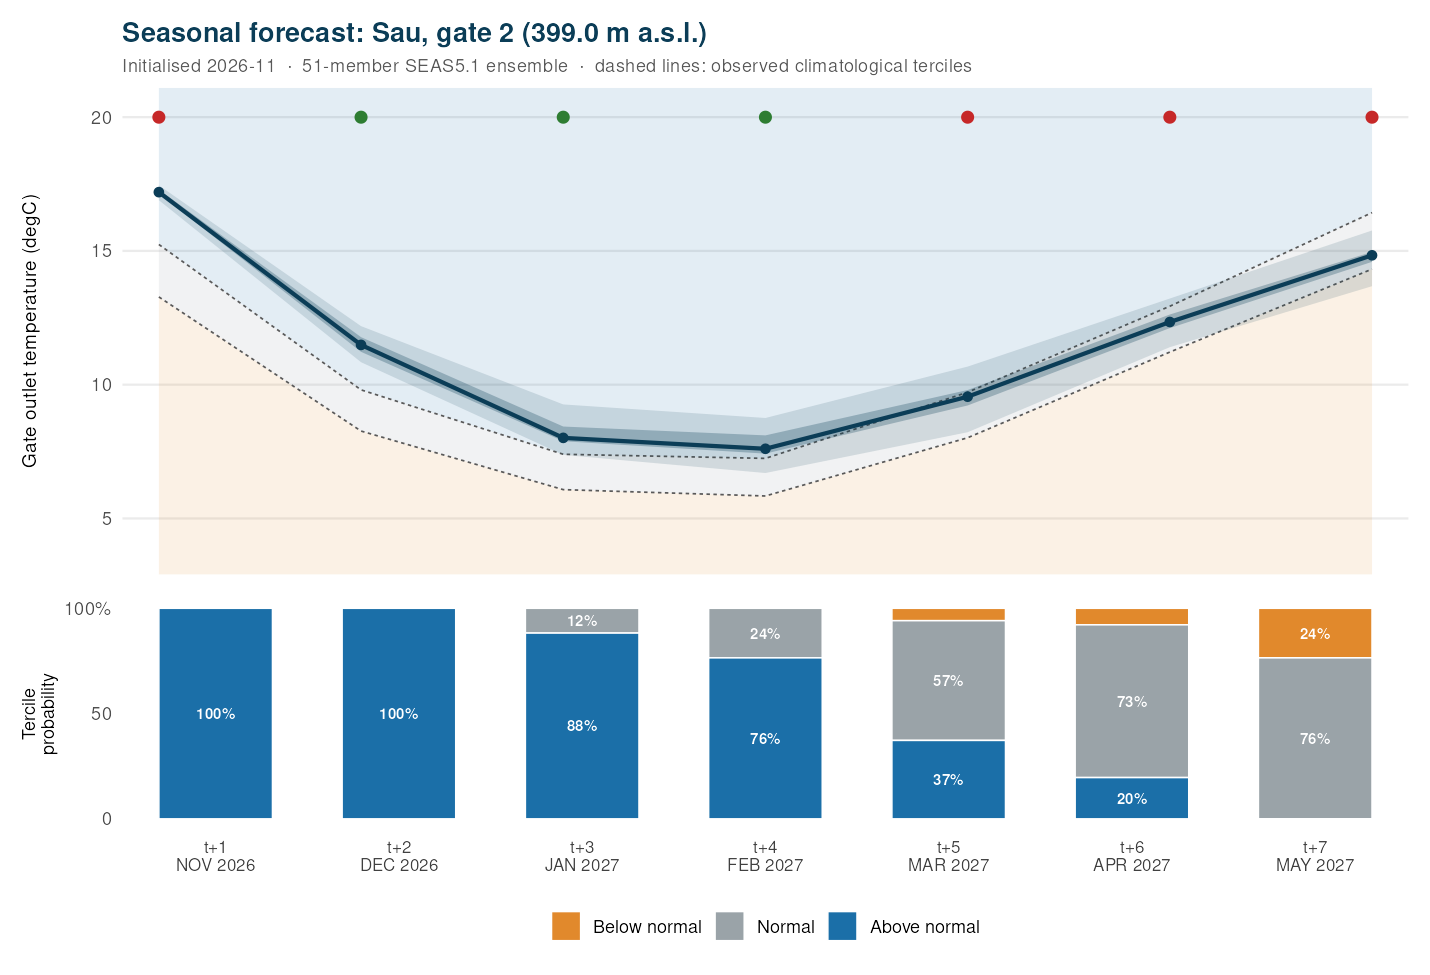 Seasonal forecast: Sau, gate 2 (399.0 m a.s.l.)
Initialised 2026-11 · 51-member SEAS5.1 ensemble · dashed lines: observed climatological terciles
Gate outlet temperature (degC)
20
15
10
5
Tercile
probability
100%
50
0
100%
100%
12%
88%
24%
76%
57%
37%
73%
20%
24%
76%
t+1
NOV 2026
t+2
DEC 2026
t+3
JAN 2027
t+4
FEB 2027
t+5
MAR 2027
t+6
APR 2027
t+7
MAY 2027
Below normal
Normal
Above normal